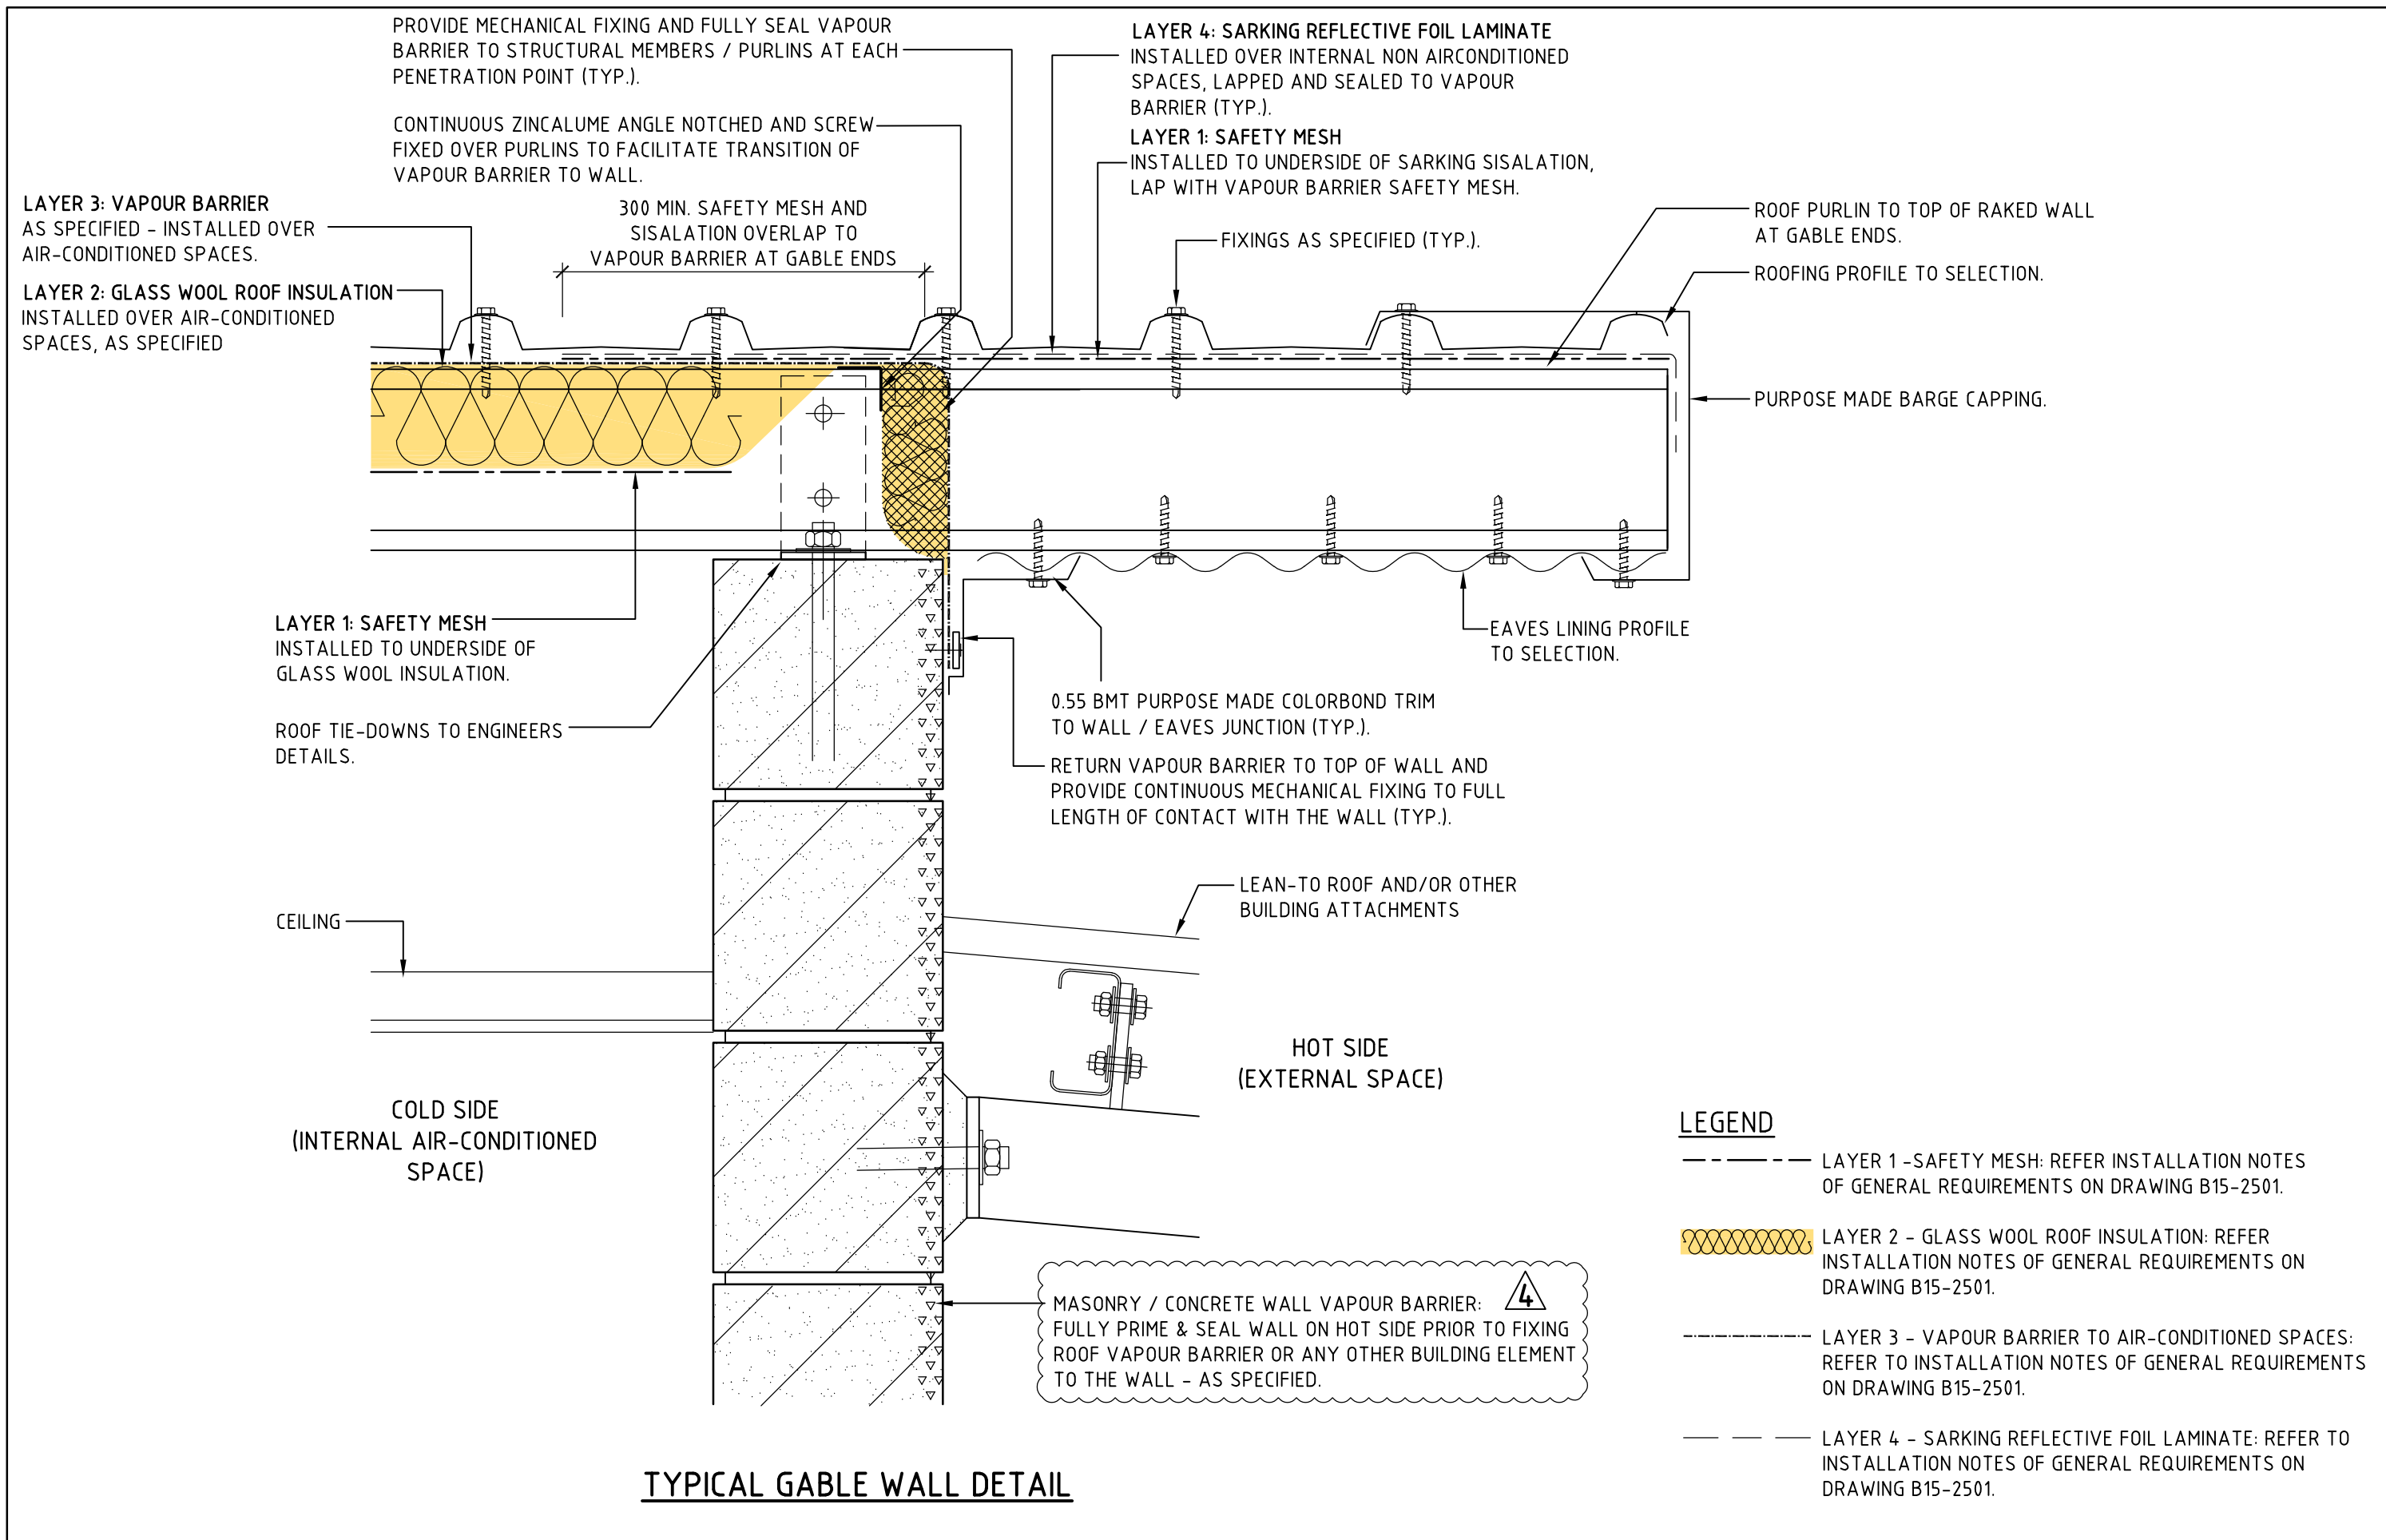 PROVIDE MECHANICAL FIXING AND FULLY SEAL VAPOUR
BARRIER TO STRUCTURAL MEMBERS / PURLINS AT EACH
PENETRATION POINT (TYP.).
CONTINUOUS ZINCALUME ANGLE NOTCHED AND SCREW
FIXED OVER PURLINS TO FACILITATE TRANSITION OF
VAPOUR BARRIER TO WALL.
LAYER 3: VAPOUR BARRIER
AS SPECIFIED - INSTALLED OVER
AIR-CONDITIONED SPACES.
300 MIN. SAFETY MESH AND
SISALATION OVERLAP TO
VAPOUR BARRIER AT GABLE ENDS
LAYER 2: GLASS WOOL ROOF INSULATION
INSTALLED OVER AIR-CONDITIONED
SPACES, AS SPECIFIED
LAYER 4: SARKING REFLECTIVE FOIL LAMINATE
INSTALLED OVER INTERNAL NON AIRCONDITIONED
SPACES, LAPPED AND SEALED TO VAPOUR
BARRIER (TYP.).
LAYER 1: SAFETY MESH
INSTALLED TO UNDERSIDE OF SARKING SISALATION,
LAP WITH VAPOUR BARRIER SAFETY MESH.
FIXINGS AS SPECIFIED (TYP.).
ROOF PURLIN TO TOP OF RAKED WALL
AT GABLE ENDS.
ROOFING PROFILE TO SELECTION.
PURPOSE MADE BARGE CAPPING.
LAYER 1: SAFETY MESH
INSTALLED TO UNDERSIDE OF
GLASS WOOL INSULATION.
ROOF TIE-DOWNS TO ENGINEERS
DETAILS.
EAVES LINING PROFILE
TO SELECTION.
0.55 BMT PURPOSE MADE COLORBOND TRIM
TO WALL / EAVES JUNCTION (TYP.).
RETURN VAPOUR BARRIER TO TOP OF WALL AND
PROVIDE CONTINUOUS MECHANICAL FIXING TO FULL
LENGTH OF CONTACT WITH THE WALL (TYP.).
LEAN-TO ROOF AND/OR OTHER
BUILDING ATTACHMENTS
CEILING
HOT SIDE
(EXTERNAL SPACE)
COLD SIDE
(INTERNAL AIR-CONDITIONED
SPACE)
MASONRY / CONCRETE WALL VAPOUR BARRIER:
4
FULLY PRIME & SEAL WALL ON HOT SIDE PRIOR TO FIXING
ROOF VAPOUR BARRIER OR ANY OTHER BUILDING ELEMENT
TO THE WALL - AS SPECIFIED.
LEGEND
LAYER 1 -SAFETY MESH: REFER INSTALLATION NOTES
OF GENERAL REQUIREMENTS ON DRAWING B15-2501.
LAYER 2 - GLASS WOOL ROOF INSULATION: REFER
INSTALLATION NOTES OF GENERAL REQUIREMENTS ON
DRAWING B15-2501.
LAYER 3 - VAPOUR BARRIER TO AIR-CONDITIONED SPACES:
REFER TO INSTALLATION NOTES OF GENERAL REQUIREMENTS
ON DRAWING B15-2501.
LAYER 4 - SARKING REFLECTIVE FOIL LAMINATE: REFER TO
INSTALLATION NOTES OF GENERAL REQUIREMENTS ON
DRAWING B15-2501.
TYPICAL GABLE WALL DETAIL